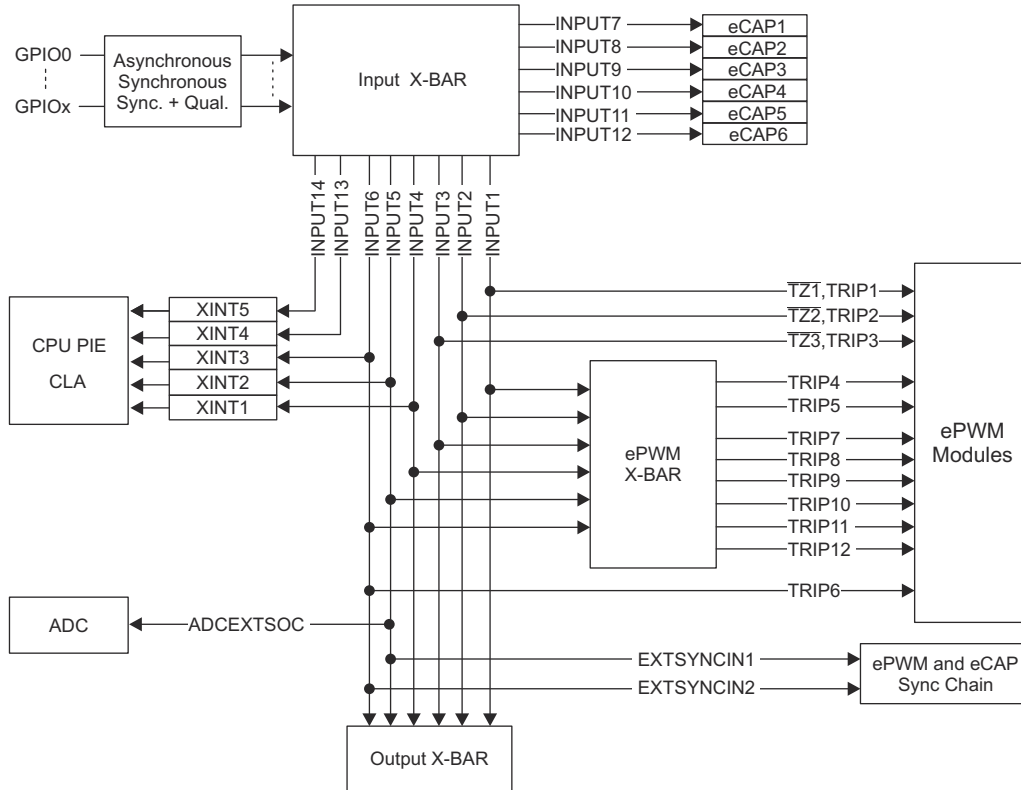 GPIO0
GPIOx
Asynchronous
Synchronous
Sync. + Qual.
Input X-BAR
INPUT7
INPUT8
INPUT9
INPUT10
INPUT11
INPUT12
eCAP1
eCAP2
eCAP3
eCAP4
eCAP5
eCAP6
INPUT14
INPUT13
INPUT6
INPUT5
INPUT4
INPUT3
INPUT2
INPUT1
CPU PIE
CLA
XINT5
XINT4
XINT3
XINT2
XINT1
TZ1,TRIP1
TZ2,TRIP2
TZ3,TRIP3
ePWM
X-BAR
TRIP4
TRIP5
TRIP7
TRIP8
TRIP9
TRIP10
TRIP11
TRIP12
TRIP6
ePWM
Modules
ADC
ADCEXTSOC
EXTSYNCIN1
EXTSYNCIN2
ePWM and eCAP
Sync Chain
Output X-BAR